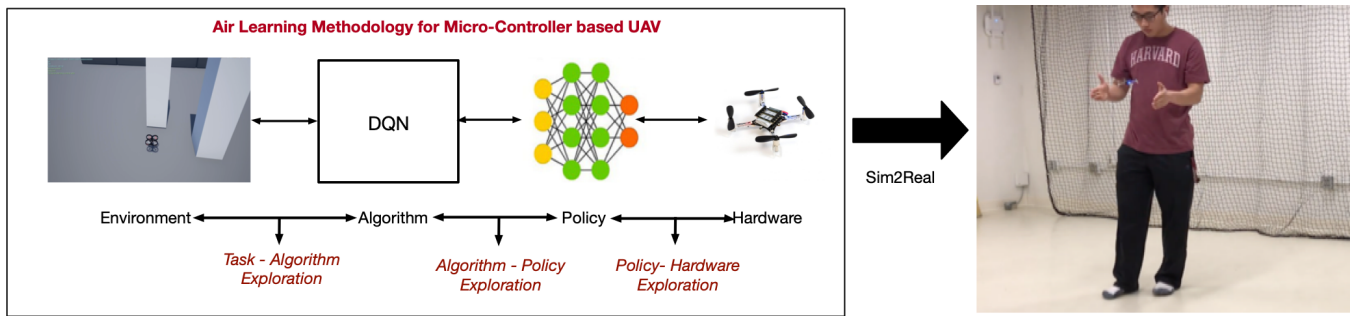 Air Learning Methodology for Micro-Controller based UAV
DQN
Environment
Algorithm
Policy
Hardware
Task - Algorithm
Exploration
Algorithm - Policy
Exploration
Policy- Hardware
Exploration
Sim2Real
HARVARD